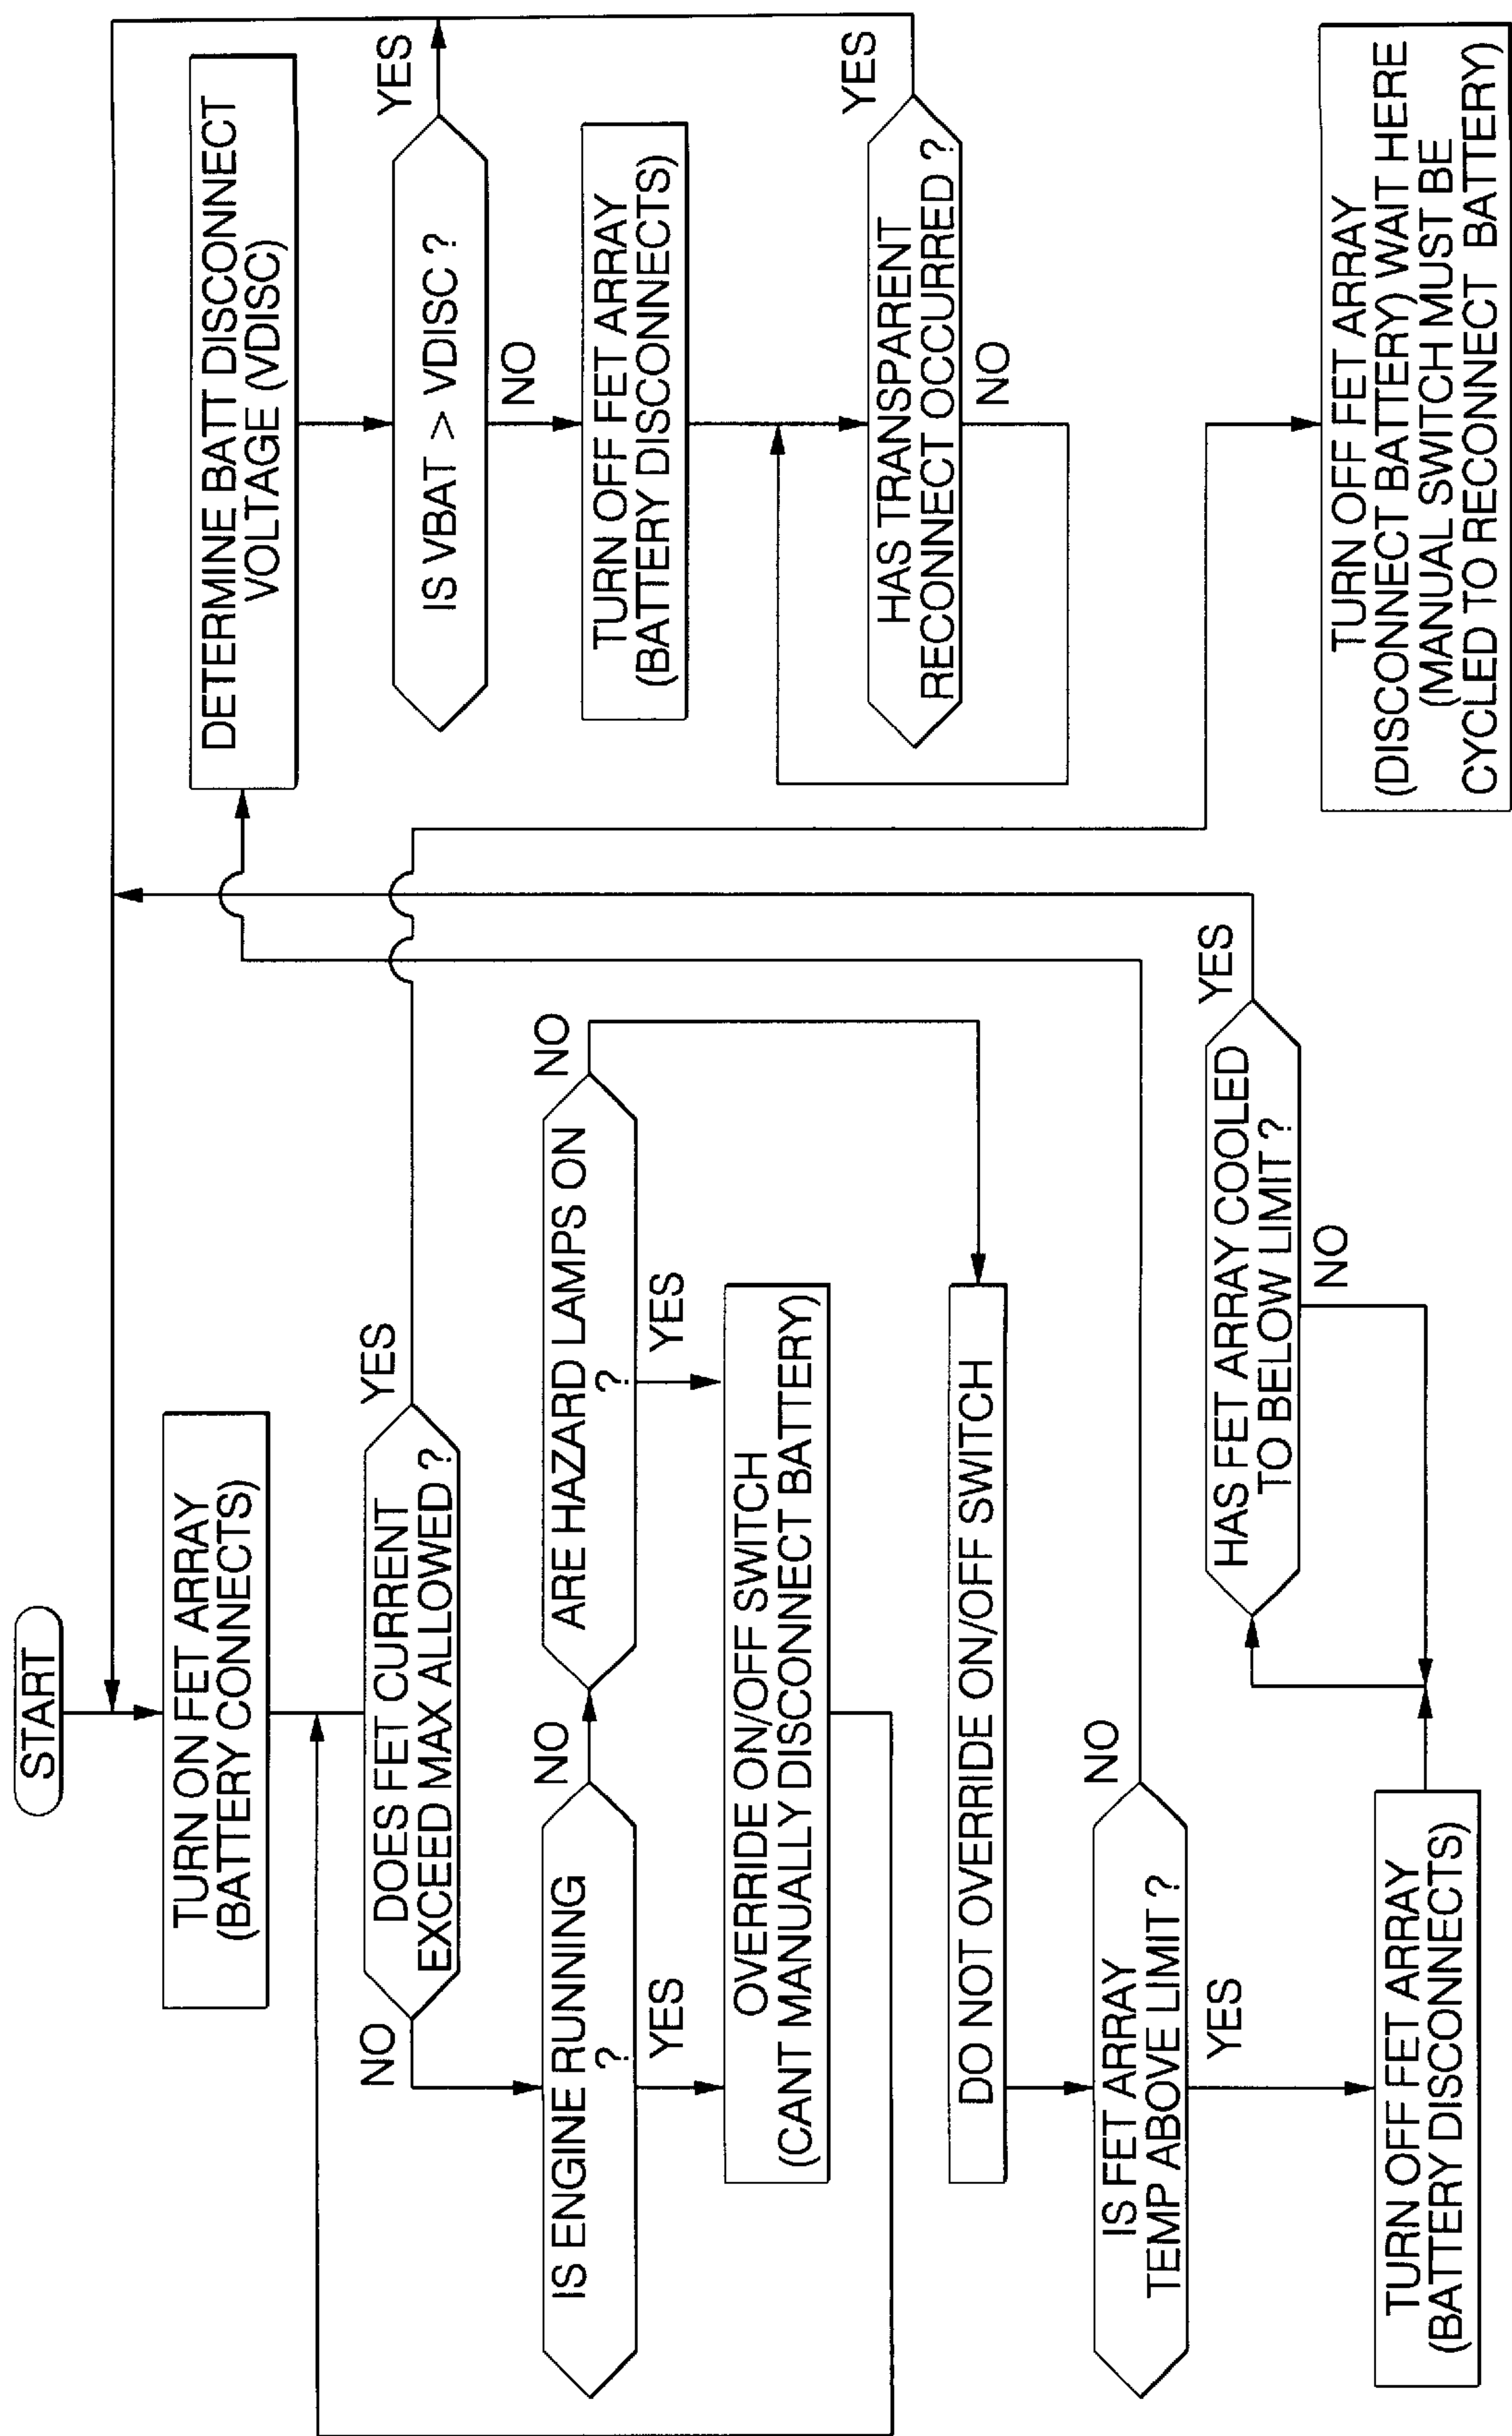 START
TURN ON FET ARRAY
(BATTERY CONNECTS)
DOES FET CURRENT
EXCEED MAX ALLOWED ?
YES
NO
IS ENGINE RUNNING
?
NO
YES
ARE HAZARD LAMPS ON
?
NO
YES
OVERRIDE ON/OFF SWITCH
(CANT MANUALLY DISCONNECT BATTERY)
DO NOT OVERRIDE ON/OFF SWITCH
IS FET ARRAY
TEMP ABOVE LIMIT ?
NO
YES
TURN OFF FET ARRAY
(BATTERY DISCONNECTS)
HAS FET ARRAY COOLED
TO BELOW LIMIT ?
YES
NO
DETERMINE BATT DISCONNECT
VOLTAGE (VDISC)
IS VBAT > VDISC ?
YES
NO
TURN OFF FET ARRAY
(BATTERY DISCONNECTS)
HAS TRANSPARENT
RECONNECT OCCURRED ?
YES
NO
TURN OFF FET ARRAY
(DISCONNECT BATTERY) WAIT HERE
(MANUAL SWITCH MUST BE
CYCLED TO RECONNECT BATTERY)